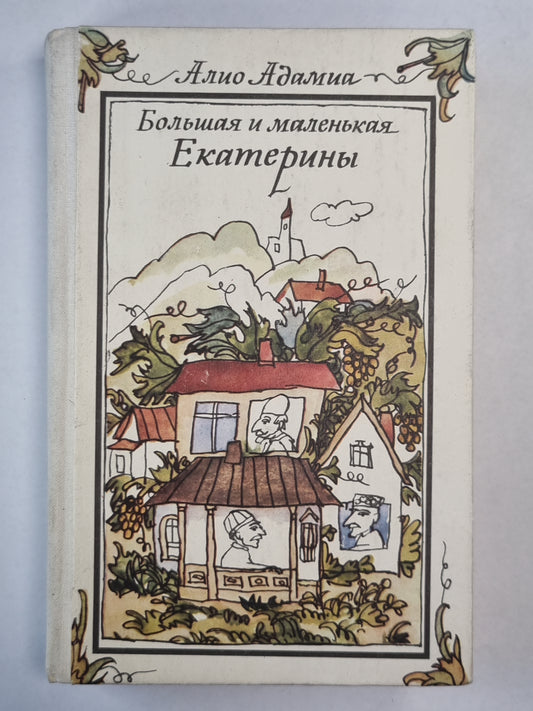 Алио Адамиа
Большая и маленькая
Екатерины